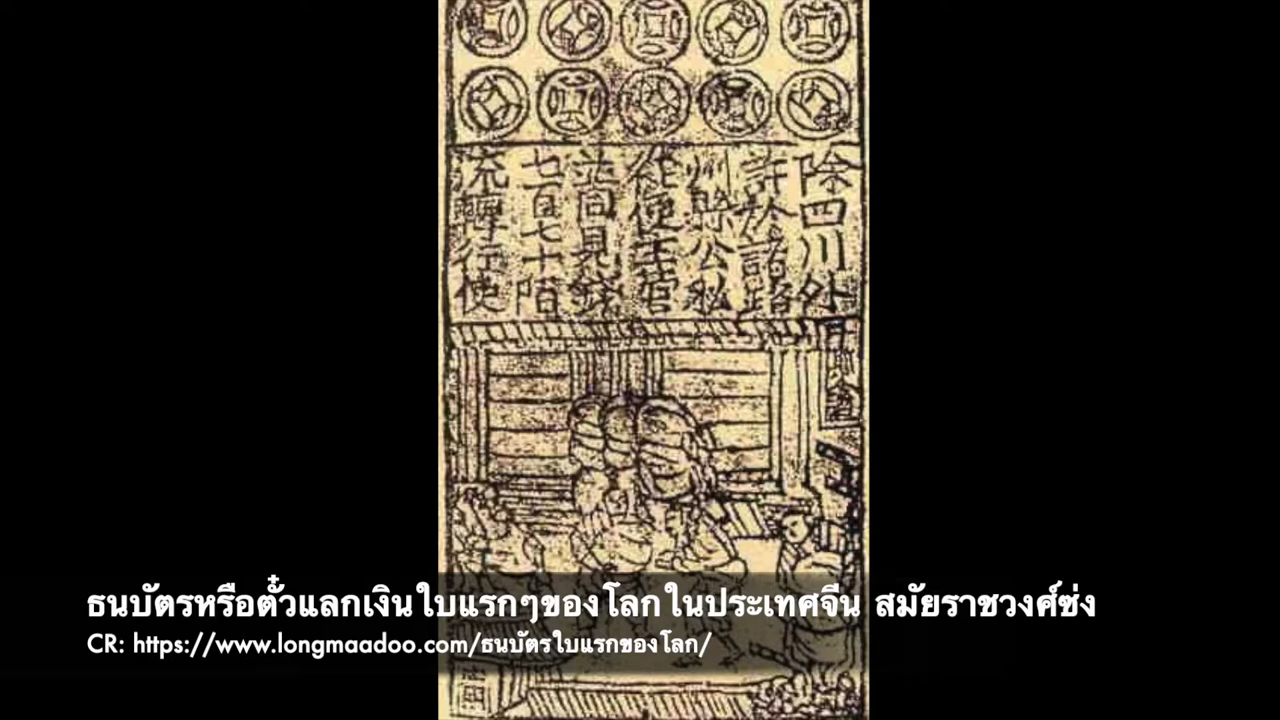 除四川外
許於諸路
州縣公私
從便主管
並同見錢
七百七十陌
流轉行使
ธนบัตรหรือตั๋วแลกเงินใบแรกๆของโลกในประเทศจีน สมัยราชวงศ์ซ่ง
CR: https://www.longmaadoo.com/ธนบัตรใบแรกของโลก/